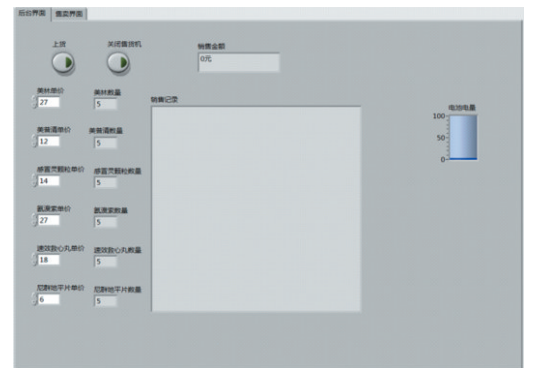 后台界面 售卖界面
上货 关闭售货机 销售金额
0元
美林单价 美林数量 销售记录
27 5
电池电量
100
50
0
美普清单价 美普清数量
12 5
感冒灵颗粒单价 感冒灵颗粒数量
14 5
氨溴索单价 氨溴索数量
27 5
速效救心丸单价 速效救心丸数量
18 5
尼群地平片单价 尼群地平片数量
6 5